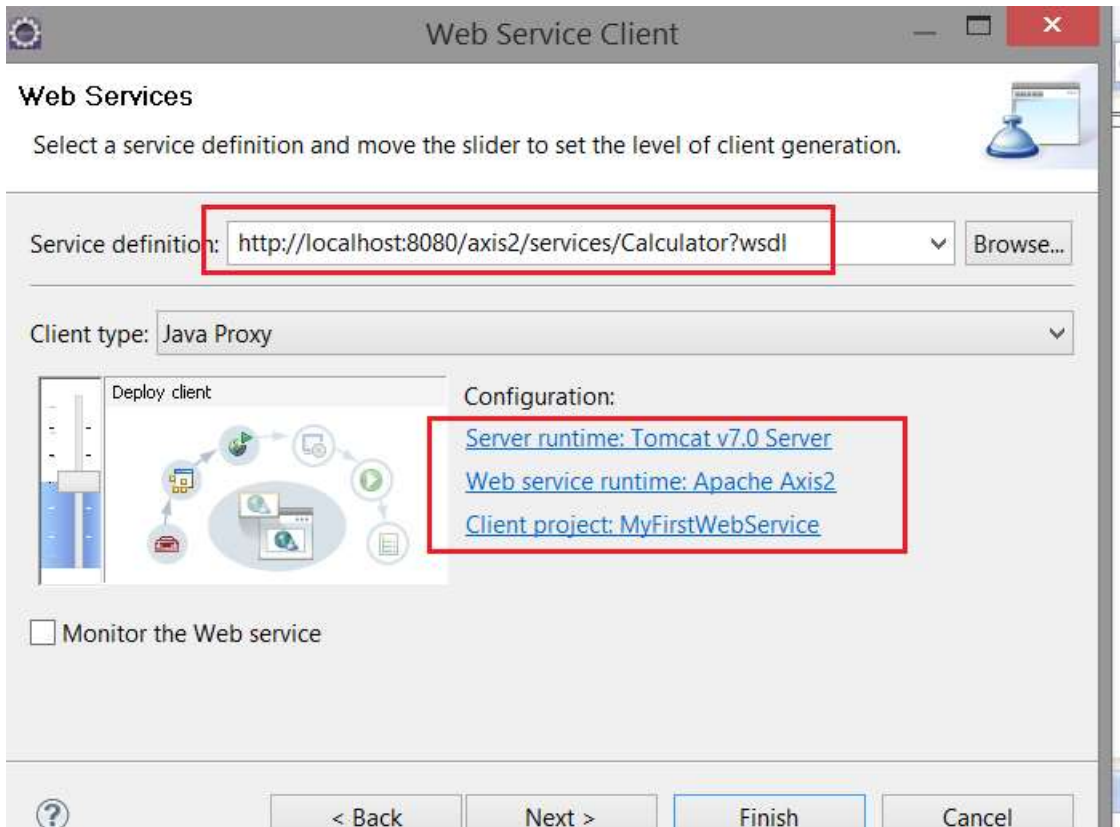 Web Service Client
Web Services
Select a service definition and move the slider to set the level of client generation.
Service definition: http://localhost:8080/axis2/services/Calculator?wsdl Browse...
Client type: Java Proxy
Deploy client
Configuration:
Server runtime: Tomcat v7.0 Server
Web service runtime: Apache Axis2
Client project: MyFirstWebService
Monitor the Web service
? < Back Next > Finish Cancel